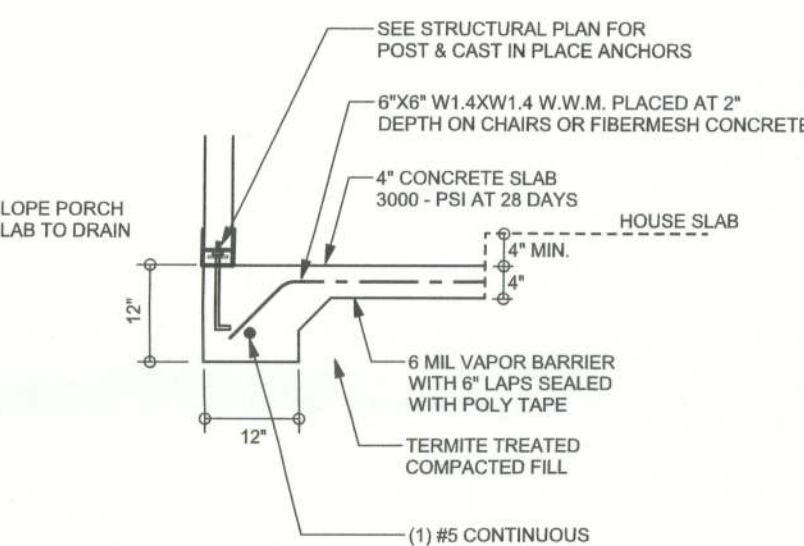 SEE STRUCTURAL PLAN FOR
POST & CAST IN PLACE ANCHORS
6"X6" W1.4XW1.4 W.W.M. PLACED AT 2"
DEPTH ON CHAIRS OR FIBERMESH CONCRETE
4" CONCRETE SLAB
3000 - PSI AT 28 DAYS
LOPE PORCH
LAB TO DRAIN
HOUSE SLAB
4" MIN.
4"
12"
12"
6 MIL VAPOR BARRIER
WITH 6" LAPS SEALED
WITH POLY TAPE
TERMITE TREATED
COMPACTED FILL
(1) #5 CONTINUOUS